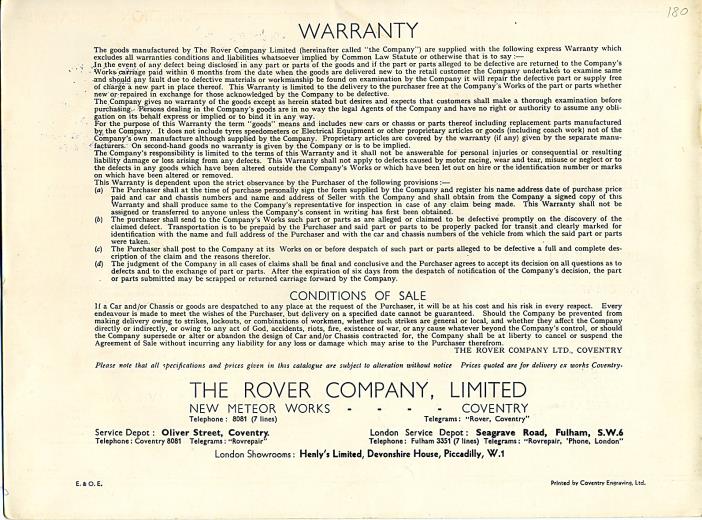 180
WARRANTY
The goods manufactured by The Rover Company Limited (hereinafter called "the Company") are supplied with the following express Warranty which
excludes all warranties conditions and liabilities whatsoever implied by Common Law Statute or otherwise that is to say :—
In the event of any defect being disclosed in any part or parts of the goods and if the part or parts alleged to be defective are returned to the Company's
Works carriage paid within 6 months from the date when the goods are delivered new to the retail customer the Company undertakes to examine same
and should any fault due to defective materials or workmanship be found on examination by the Company it will repair the defective part or supply free
of charge a new part in place thereof. This Warranty is limited to the delivery to the purchaser free at the Company's Works of the part or parts whether
new or repaired in exchange for those acknowledged by the Company to be defective.
The Company gives no warranty of the goods except as herein stated but desires and expects that customers shall make a thorough examination before
purchasing. Persons dealing in the Company's goods are in no way the legal Agents of the Company and have no right or authority to assume any obli-
gation on its behalf express or implied or to bind it in any way.
For the purpose of this Warranty the term "goods" means and includes new cars or chassis or parts thereof including replacement parts manufactured
by the Company. It does not include tyres speedometers or Electrical Equipment or other proprietary articles or goods (including coach work) not of the
Company's own manufacture although supplied by the Company. Proprietary articles are covered by the warranty (if any) given by the separate manu-
facturers. On second-hand goods no warranty is given by the Company or is to be implied.
The Company's responsibility is limited to the terms of this Warranty and it shall not be answerable for personal injuries or consequential or resulting
liability damage or loss arising from any defects. This Warranty shall not apply to defects caused by motor racing, wear and tear, misuse or neglect or to
the defects in any goods which have been altered outside the Company's Works or which have been let out on hire or the identification number or marks
on which have been altered or removed.
This Warranty is dependent upon the strict observance by the Purchaser of the following provisions :—
(a) The Purchaser shall at the time of purchase personally sign the form supplied by the Company and register his name address date of purchase price
paid and car and chassis numbers and name and address of Seller with the Company and shall obtain from the Company a signed copy of this
Warranty and shall produce same to the Company's representative for inspection in case of any claim being made. This Warranty shall not be
assigned or transferred to anyone unless the Company's consent in writing has first been obtained.
(b) The purchaser shall send to the Company's Works such part or parts as are alleged or claimed to be defective promptly on the discovery of the
claimed defect. Transportation is to be prepaid by the Purchaser and said part or parts to be properly packed for transit and clearly marked for
identification with the name and full address of the Purchaser and with the car and chassis numbers of the vehicle from which the said part or parts
were taken.
(c) The Purchaser shall post to the Company at its Works on or before despatch of such part or parts alleged to be defective a full and complete des-
cription of the claim and the reasons therefor.
(d) The judgment of the Company in all cases of claims shall be final and conclusive and the Purchaser agrees to accept its decision on all questions as to
defects and to the exchange of part or parts. After the expiration of six days from the despatch of notification of the Company's decision, the part
or parts submitted may be scrapped or returned carriage forward by the Company.
CONDITIONS OF SALE
If a Car and/or Chassis or goods are despatched to any place at the request of the Purchaser, it will be at his cost and his risk in every respect. Every
endeavour is made to meet the wishes of the Purchaser, but delivery on a specified date cannot be guaranteed. Should the Company be prevented from
making delivery owing to strikes, lockouts, or combinations of workmen, whether such strikes are general or local, and whether they affect the Company
directly or indirectly, or owing to any act of God, accidents, riots, fire, existence of war, or any cause whatever beyond the Company's control, or should
the Company supersede or alter or abandon the design of Car and/or Chassis contracted for, the Company shall be at liberty to cancel or suspend the
Agreement of Sale without incurring any liability for any loss or damage which may arise to the Purchaser therefrom.
THE ROVER COMPANY LTD., COVENTRY
Please note that all specifications and prices given in this catalogue are subject to alteration without notice Prices quoted are for delivery ex works Coventry.
THE ROVER COMPANY, LIMITED
NEW METEOR WORKS - - - - COVENTRY
Telephone : 8081 (7 lines) Telegrams : "Rover, Coventry"
Service Depot : Oliver Street, Coventry. London Service Depot : Seagrave Road, Fulham, S.W.6
Telephone : Coventry 8081 Telegrams : "Rovrepair" Telephone : Fulham 3351 (7 lines) Telegrams : "Rovrepair, 'Phone, London"
London Showrooms : Henly's Limited, Devonshire House, Piccadilly, W.1
E. & O. E. Printed by Coventry Engraving, Ltd.